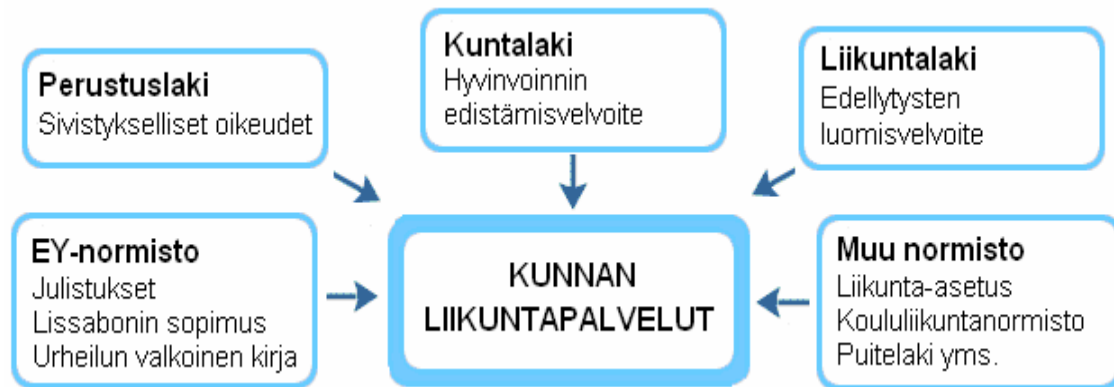 Perustuslaki
Sivistykselliset oikeudet
Kuntalaki
Hyvinvoinnin
edistämisvelvoite
Liikuntalaki
Edellytysten
luomisvelvoite
EY-normisto
Julistukset
Lissabonin sopimus
Urheilun valkoinen kirja
KUNNAN
LIIKUNTAPALVELUT
Muu normisto
Liikunta-asetus
Koululiikuntanormisto
Puitelaki yms.